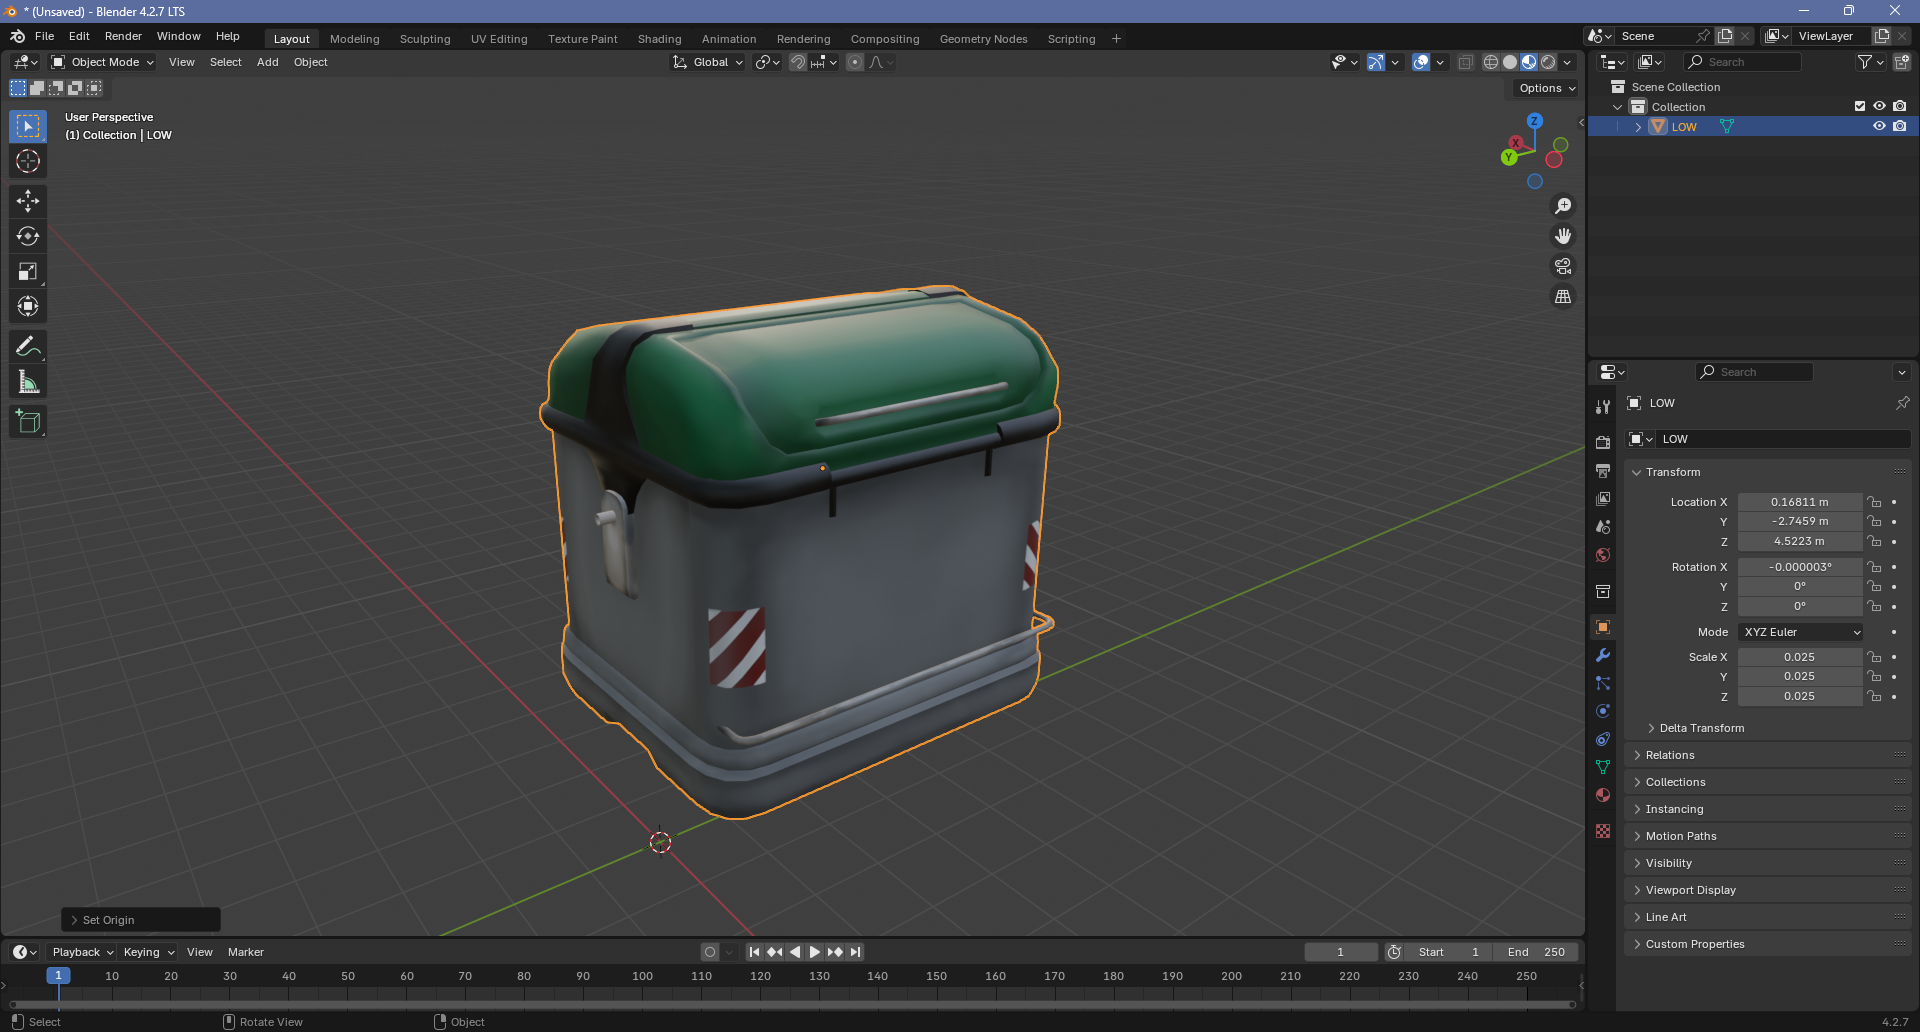 * (Unsaved) - Blender 4.2.7 LTS
File Edit Render Window Help Layout Modeling Sculpting UV Editing Texture Paint Shading Animation Rendering Compositing Geometry Nodes Scripting + Scene ViewLayer
Object Mode View Select Add Object Global Search
Options
User Perspective
(1) Collection | LOW
Z
X
Y
Scene Collection
Collection
LOW
Search
LOW
LOW
Transform
Location X 0.16811 m
Y -2.7459 m
Z 4.5223 m
Rotation X -0.000003°
Y 0°
Z 0°
Mode XYZ Euler
Scale X 0.025
Y 0.025
Z 0.025
Delta Transform
Relations
Collections
Instancing
Motion Paths
Visibility
Viewport Display
Line Art
Custom Properties
Set Origin
Playback Keying View Marker 1 Start 1 End 250
1 10 20 30 40 50 60 70 80 90 100 110 120 130 140 150 160 170 180 190 200 210 220 230 240 250
Select Rotate View Object 4.2.7